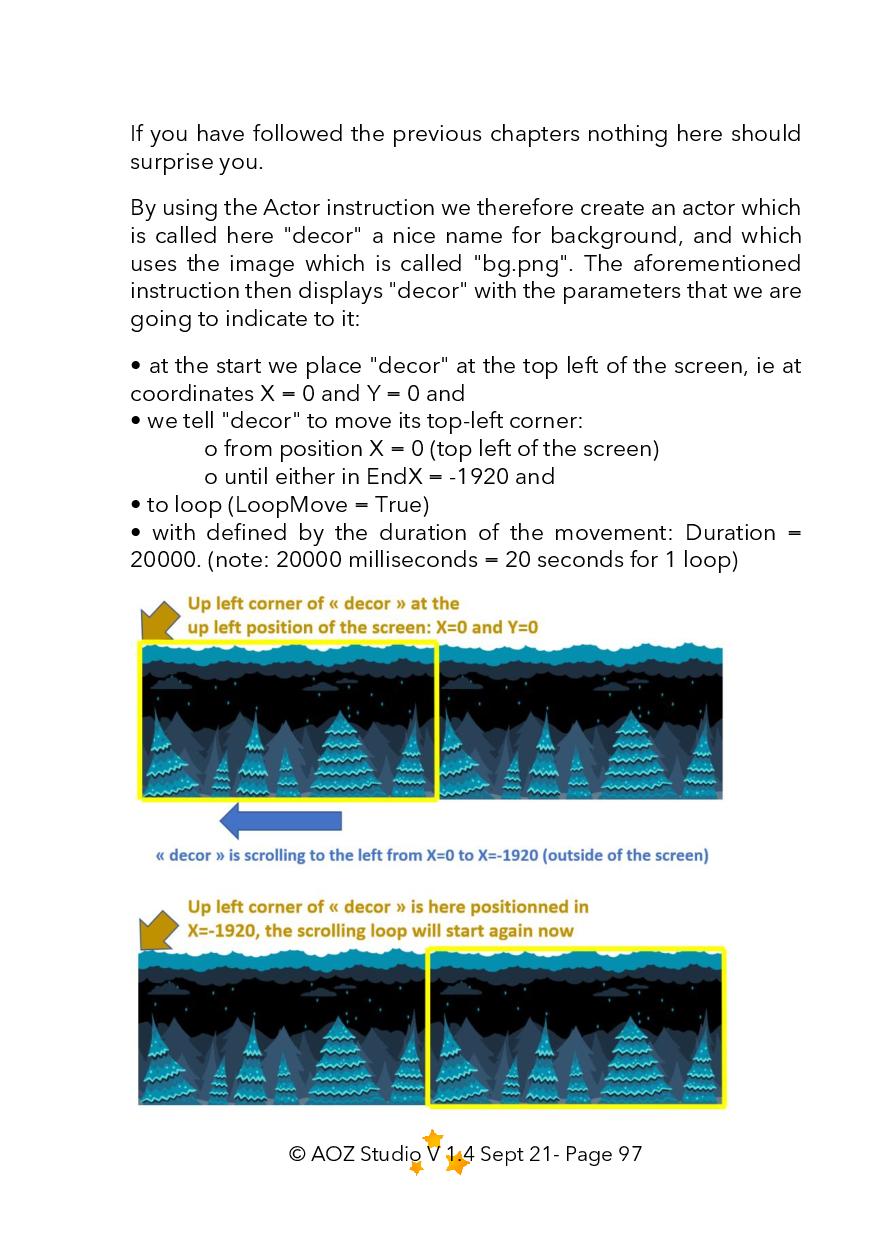 If you have followed the previous chapters nothing here should
surprise you.
By using the Actor instruction we therefore create an actor which
is called here "decor" a nice name for background, and which
uses the image which is called "bg.png". The aforementioned
instruction then displays "decor" with the parameters that we are
going to indicate to it:
• at the start we place "decor" at the top left of the screen, ie at
coordinates X = 0 and Y = 0 and
• we tell "decor" to move its top-left corner:
o from position X = 0 (top left of the screen)
o until either in EndX = -1920 and
• to loop (LoopMove = True)
• with defined by the duration of the movement: Duration =
20000. (note: 20000 milliseconds = 20 seconds for 1 loop)
Up left corner of « decor » at the
up left position of the screen: X=0 and Y=0
« decor » is scrolling to the left from X=0 to X=-1920 (outside of the screen)
Up left corner of « decor » is here positionned in
X=-1920, the scrolling loop will start again now
© AOZ Studio V 1.4 Sept 21- Page 97